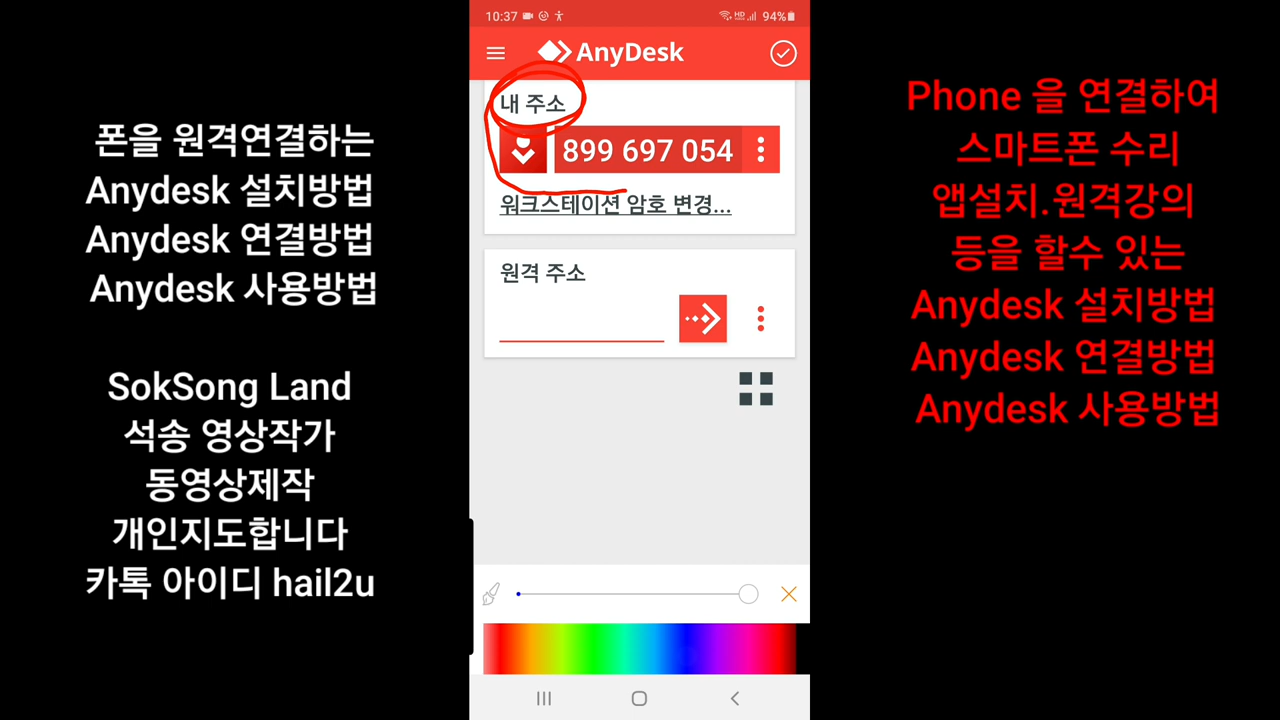 폰을 원격연결하는
Anydesk 설치방법
Anydesk 연결방법
Anydesk 사용방법
SokSong Land
석송 영상작가
동영상제작
개인지도합니다
카톡 아이디 hail2u
10:37
94%
AnyDesk
내 주소
899 697 054
워크스테이션 암호 변경...
원격 주소
Phone 을 연결하여
스마트폰 수리
앱설치.원격강의
등을 할수 있는
Anydesk 설치방법
Anydesk 연결방법
Anydesk 사용방법